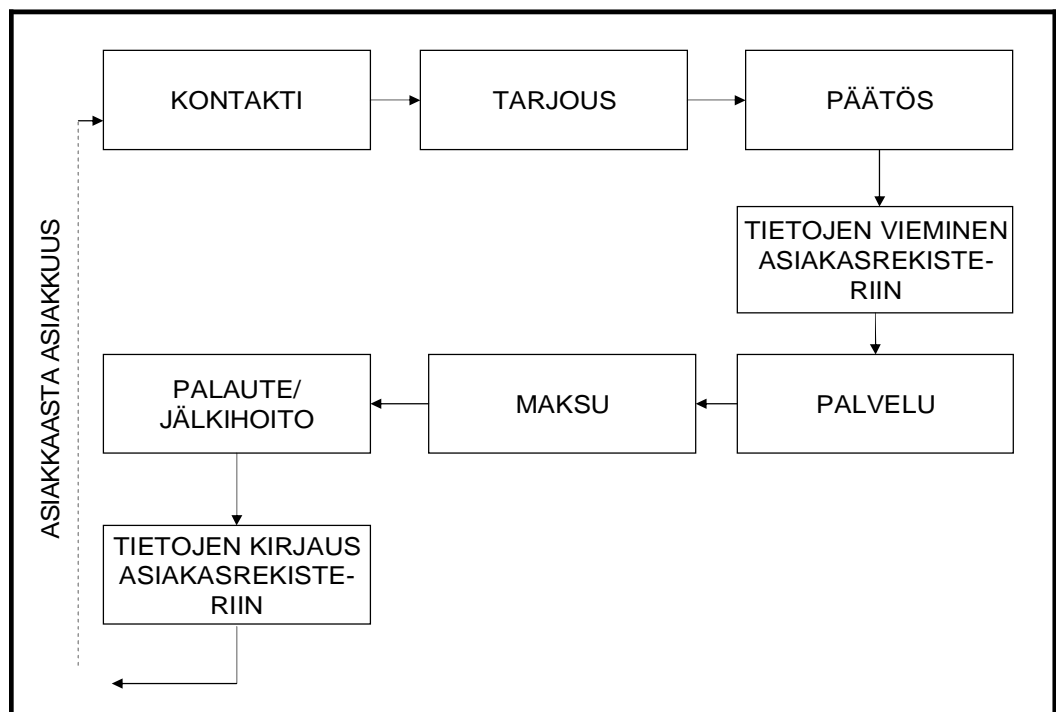 KONTAKTI
TARJOUS
PÄÄTÖS
TIETOJEN VIEMINEN
ASIAKASREKISTE-
RIIN
PALVELU
MAKSU
PALAUTE/
JÄLKIHOITO
TIETOJEN KIRJAUS
ASIAKASREKISTE-
RIIN
ASIAKKAASTA ASIAKKUUS